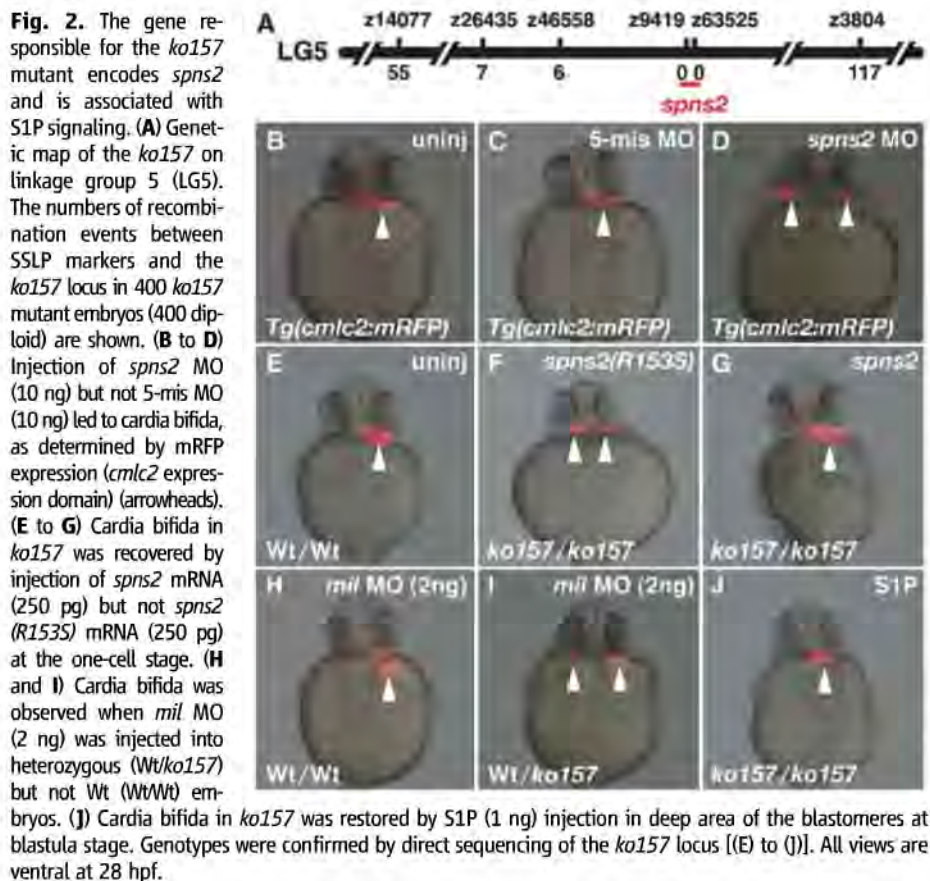 Fig. 2. The gene re-
sponsible for the ko157
mutant encodes spns2
and is associated with
S1P signaling. (A) Genet-
ic map of the ko157 on
linkage group 5 (LG5).
The numbers of recombi-
nation events between
SSLP markers and the
ko157 locus in 400 ko157
mutant embryos (400 dip-
loid) are shown. (B to D)
Injection of spns2 MO
(10 ng) but not 5-mis MO
(10 ng) led to cardia bifida,
as determined by mRFP
expression (cmlc2 expres-
sion domain) (arrowheads).
(E to G) Cardia bifida in
ko157 was recovered by
injection of spns2 mRNA
(250 pg) but not spns2
(R153S) mRNA (250 pg)
at the one-cell stage. (H
and I) Cardia bifida was
observed when mil MO
(2 ng) was injected into
heterozygous (Wt/ko157)
but not Wt (Wt/Wt) em-
bryos. (J) Cardia bifida in ko157 was restored by S1P (1 ng) injection in deep area of the blastomeres at
blastula stage. Genotypes were confirmed by direct sequencing of the ko157 locus [(E) to (J)]. All views are
ventral at 28 hpf.
A z14077 z26435 z46558 z9419 z63525 z3804
LG5
55 7 6 0 0 117
spns2
B uninj C 5-mis MO D spns2 MO
Tg(cmlc2:mRFP) Tg(cmlc2:mRFP) Tg(cmlc2:mRFP)
E uninj F spns2(R153S) G spns2
Wt/Wt ko157/ko157 ko157/ko157
H mil MO (2ng) I mil MO (2ng) J S1P
Wt/Wt Wt/ko157 ko157/ko157